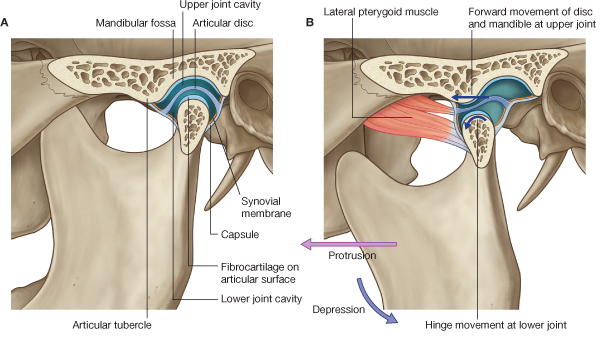 A
Mandibular fossa
Upper joint cavity
Articular disc
Synovial
membrane
Capsule
Fibrocartilage on
articular surface
Lower joint cavity
Articular tubercle
B
Lateral pterygoid muscle
Forward movement of disc
and mandible at upper joint
Protrusion
Depression
Hinge movement at lower joint